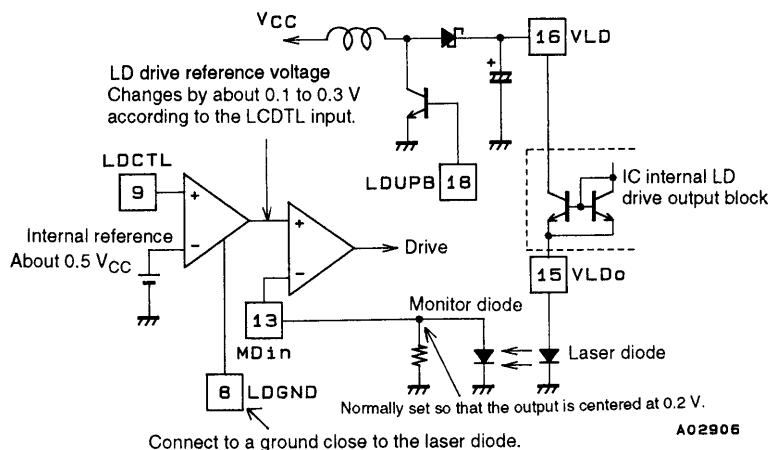 VCC
16 VLD
LD drive reference voltage
Changes by about 0.1 to 0.3 V
according to the LCDTL input.
+
LDCTL
9
LDUPB 18
IC internal LD
drive output block
+
−
+
−
Drive
Internal reference
About 0.5 VCC
15 VLDo
13
MDin
Monitor diode
Laser diode
8 LDGND
Normally set so that the output is centered at 0.2 V.
Connect to a ground close to the laser diode.
A02906